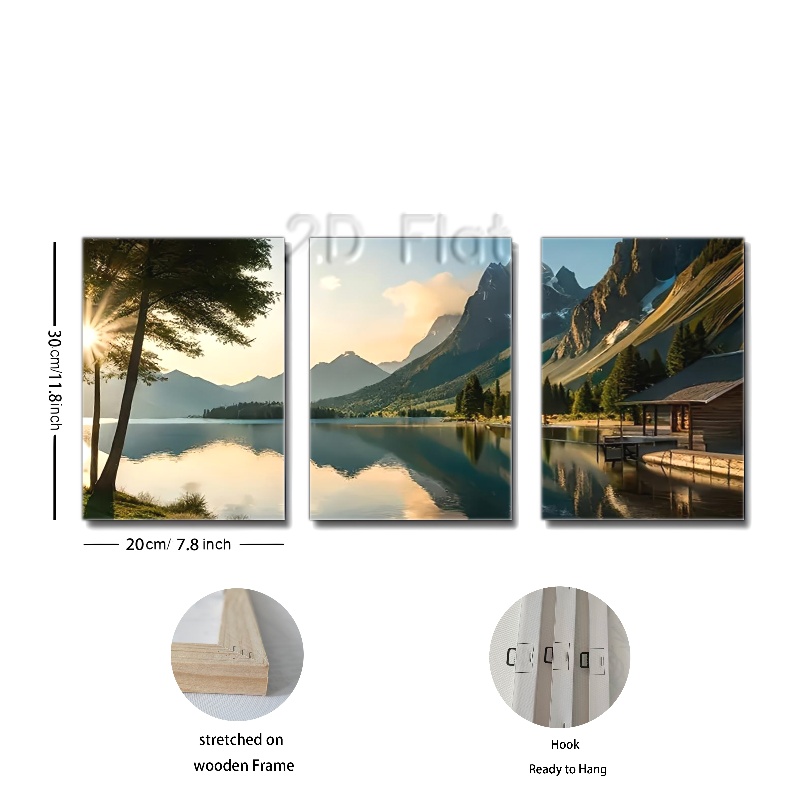 2D Flat
30cm/11.8inch
20cm/ 7.8 inch
stretched on
wooden Frame
Hook
Ready to Hang